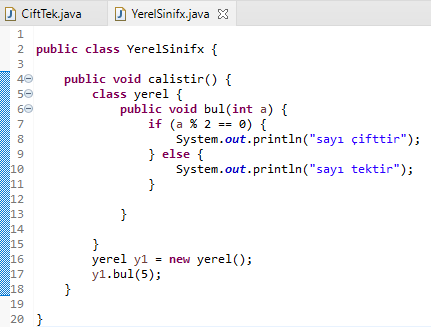 CiftTek.java YerelSinifx.java
1
2 public class YerelSinifx {
3
4 public void calistir() {
5 class yerel {
6 public void bul(int a) {
7 if (a % 2 == 0) {
8 System.out.println("sayı çifttir");
9 } else {
10 System.out.println("sayı tektir");
11 }
12
13 }
14
15 }
16 yerel y1 = new yerel();
17 y1.bul(5);
18 }
19
20 }